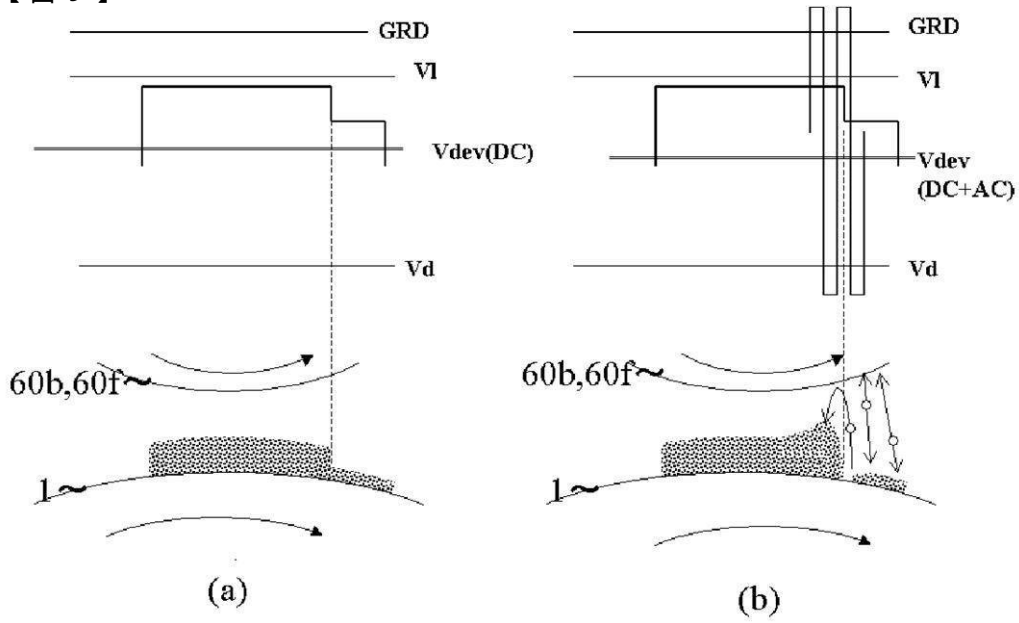 GRD
Vl
Vdev(DC)
Vd
60b,60f~
1~
(a)
GRD
Vl
Vdev
(DC+AC)
Vd
60b,60f~
1~
(b)